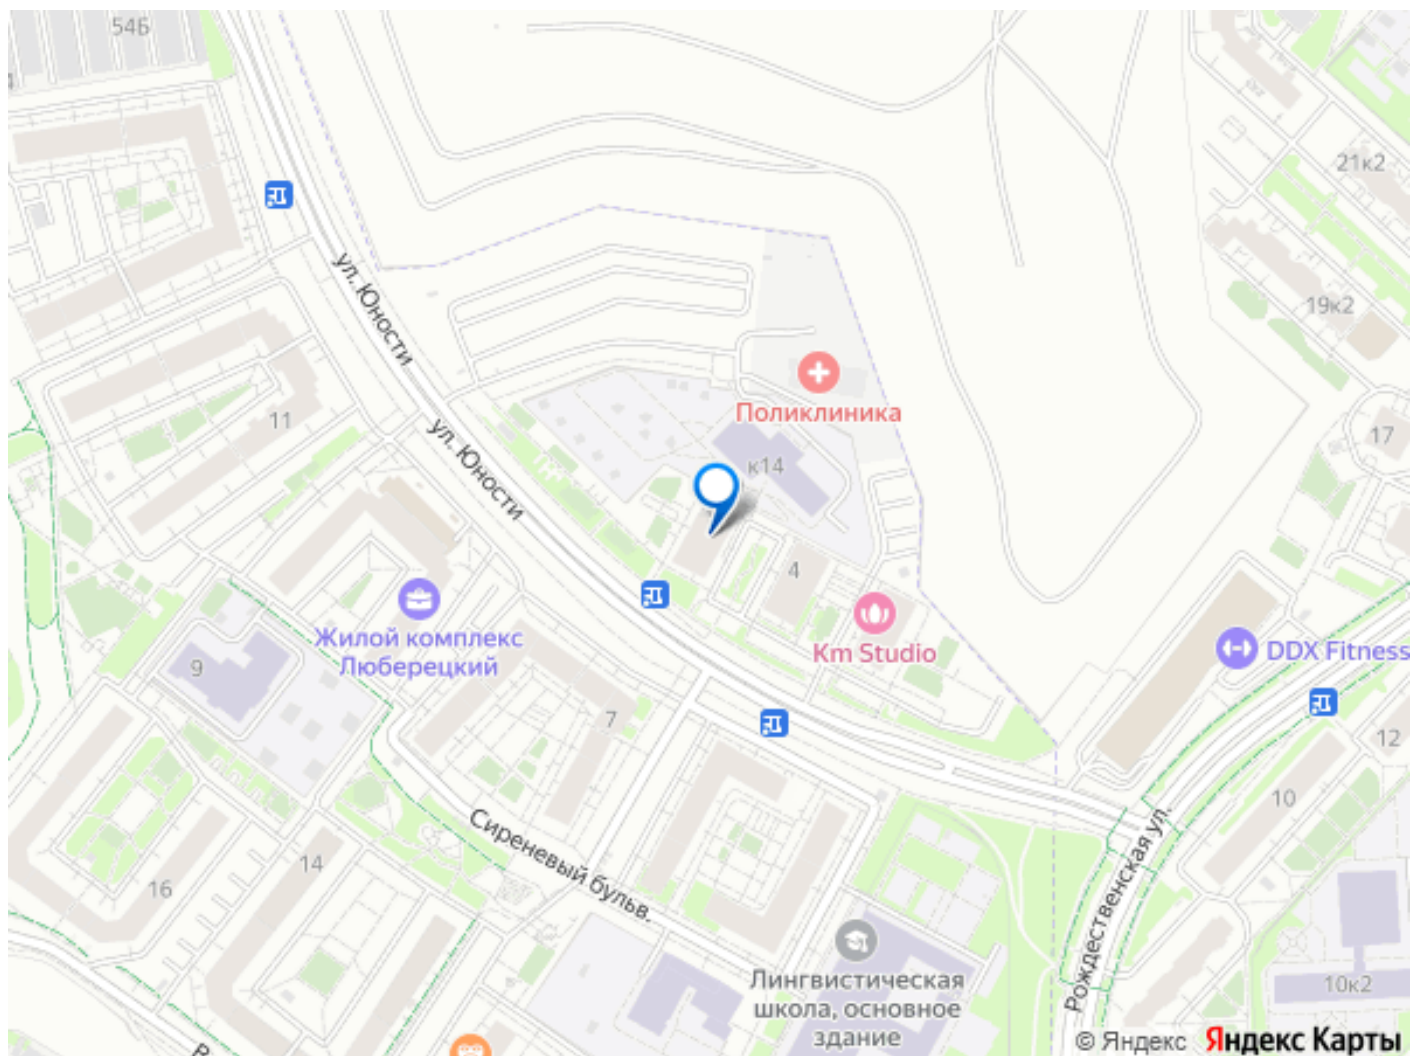 54Б
21к2
19к2
ул. Юности
Поликлиника
11
17
ул. Юности
к14
4
Жилой комплекс
Люберецкий
Km Studio
DDX Fitness
9
7
12
10
Сиреневый бульв.
14
16
Рождественская ул.
Лингвистическая
школа, основное
здание
10к2
© Яндекс Яндекс Карты